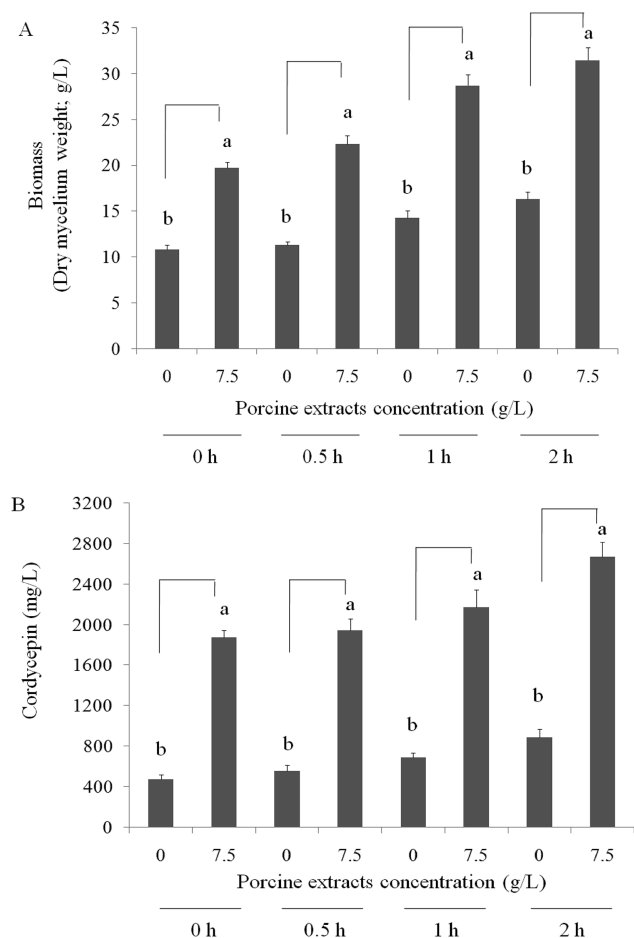 A
Biomass
(Dry mycelium weight; g/L)
35
30
25
20
15
10
5
0
b
a
b
a
b
a
b
a
0 7.5 0 7.5 0 7.5 0 7.5
Porcine extracts concentration (g/L)
0 h 0.5 h 1 h 2 h
B
Cordycepin (mg/L)
3200
2800
2400
2000
1600
1200
800
400
0
b
a
b
a
b
a
b
a
0 7.5 0 7.5 0 7.5 0 7.5
Porcine extracts concentration (g/L)
0 h 0.5 h 1 h 2 h